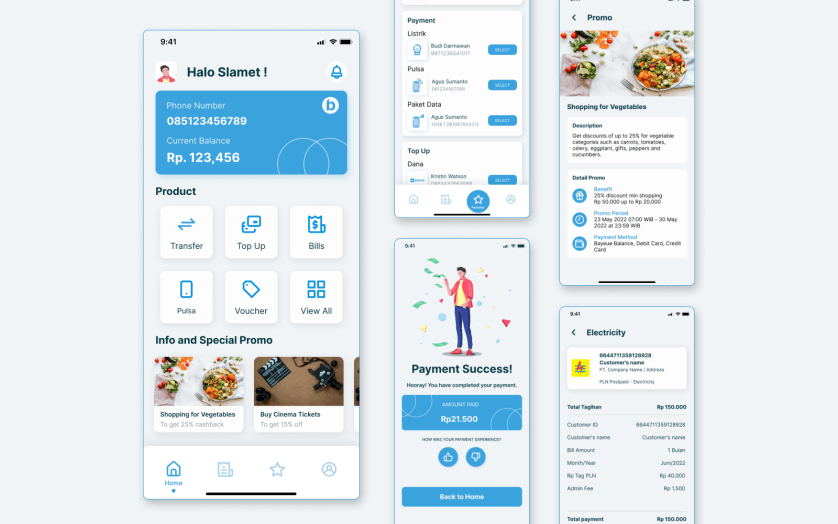 9:41
Halo Slamet !
Phone Number
b
085123456789
Current Balance
Rp. 123,456
Product
Transfer
Top Up
Bills
Pulsa
Voucher
View All
Info and Special Promo
Shopping for Vegetables
To get 25% cashback
Buy Cinema Tickets
To get 15% off
Home
Payment
Listrik
Budi Darmawan
SELECT
Pulsa
Agus Sumanto
081234567898
SELECT
Paket Data
Agus Sumanto
SELECT
Top Up
Dana
Kristin Watson
SELECT
9:41
Payment Success!
Hooray! You have completed your payment.
AMOUNT PAID
Rp21.500
HOW WAS YOUR PAYMENT EXPERIENCE?
Back to Home
Promo
Shopping for Vegetables
Description
Get discounts of up to 25% for vegetable
categories such as carrots, tomatoes,
celery, eggplant, gifts, peppers and
cucumbers.
Detail Promo
Benefit
25% discount min shopping
Rp 50.000 up to Rp 20.000
Promo Period
23 May 2022 07:00 WIB - 30 May
2022 at 23:59 WIB
Payment Method
Bayeue Balance, Debit Card, Credit
Card
9:41
Electricity
6644711359128928
Customer's name
PT. Company Name / Address
PLN Postpaid - Electricity
Total Tagihan
Rp 150.000
Customer ID
6644711359128928
Customer's name
Customer's name
Bill Amount
1 Bulan
Month/Year
Juni/2022
Rp Tag PLN
Rp 40.000
Admin Fee
Rp 1.500
Total payment
Rp 150.000